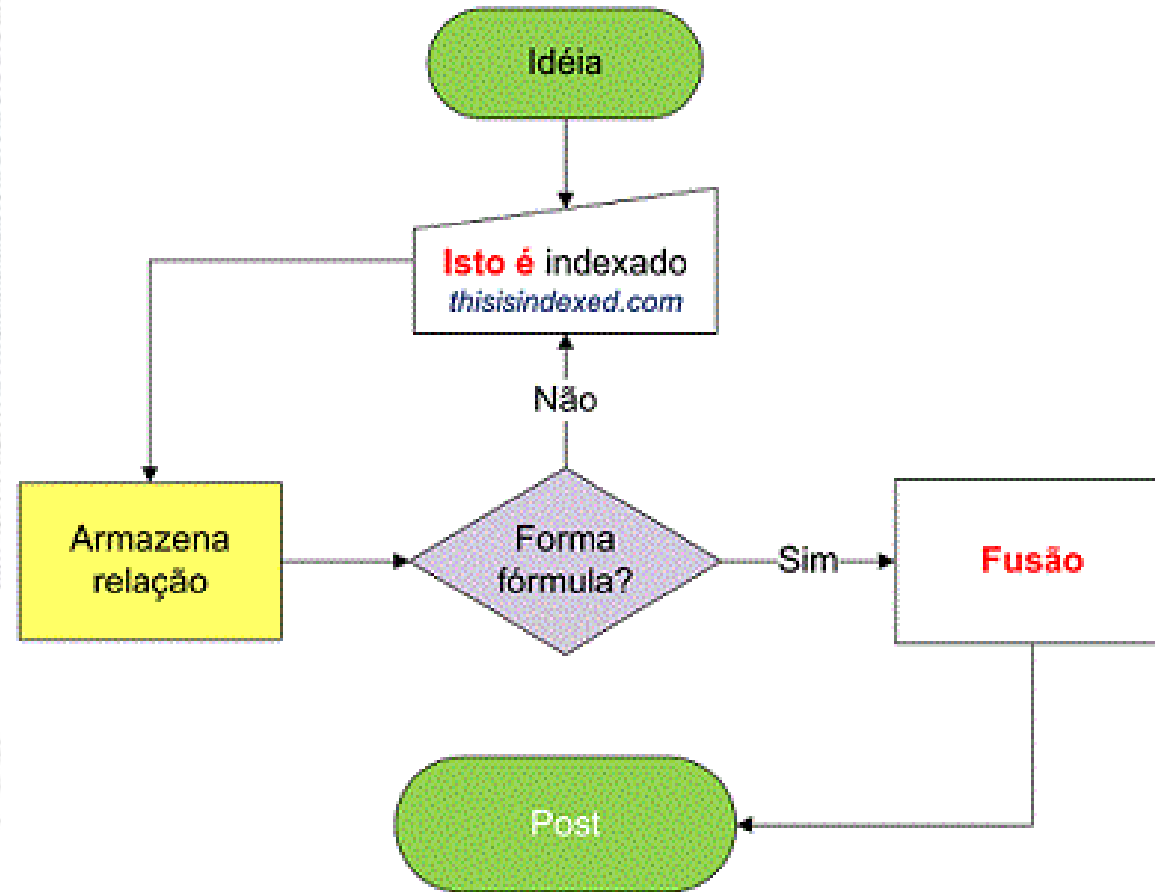 Idéia
Isto é indexado
thisisindexed.com
Não
Armazena
relação
Forma
fórmula?
Sim
Fusão
Post